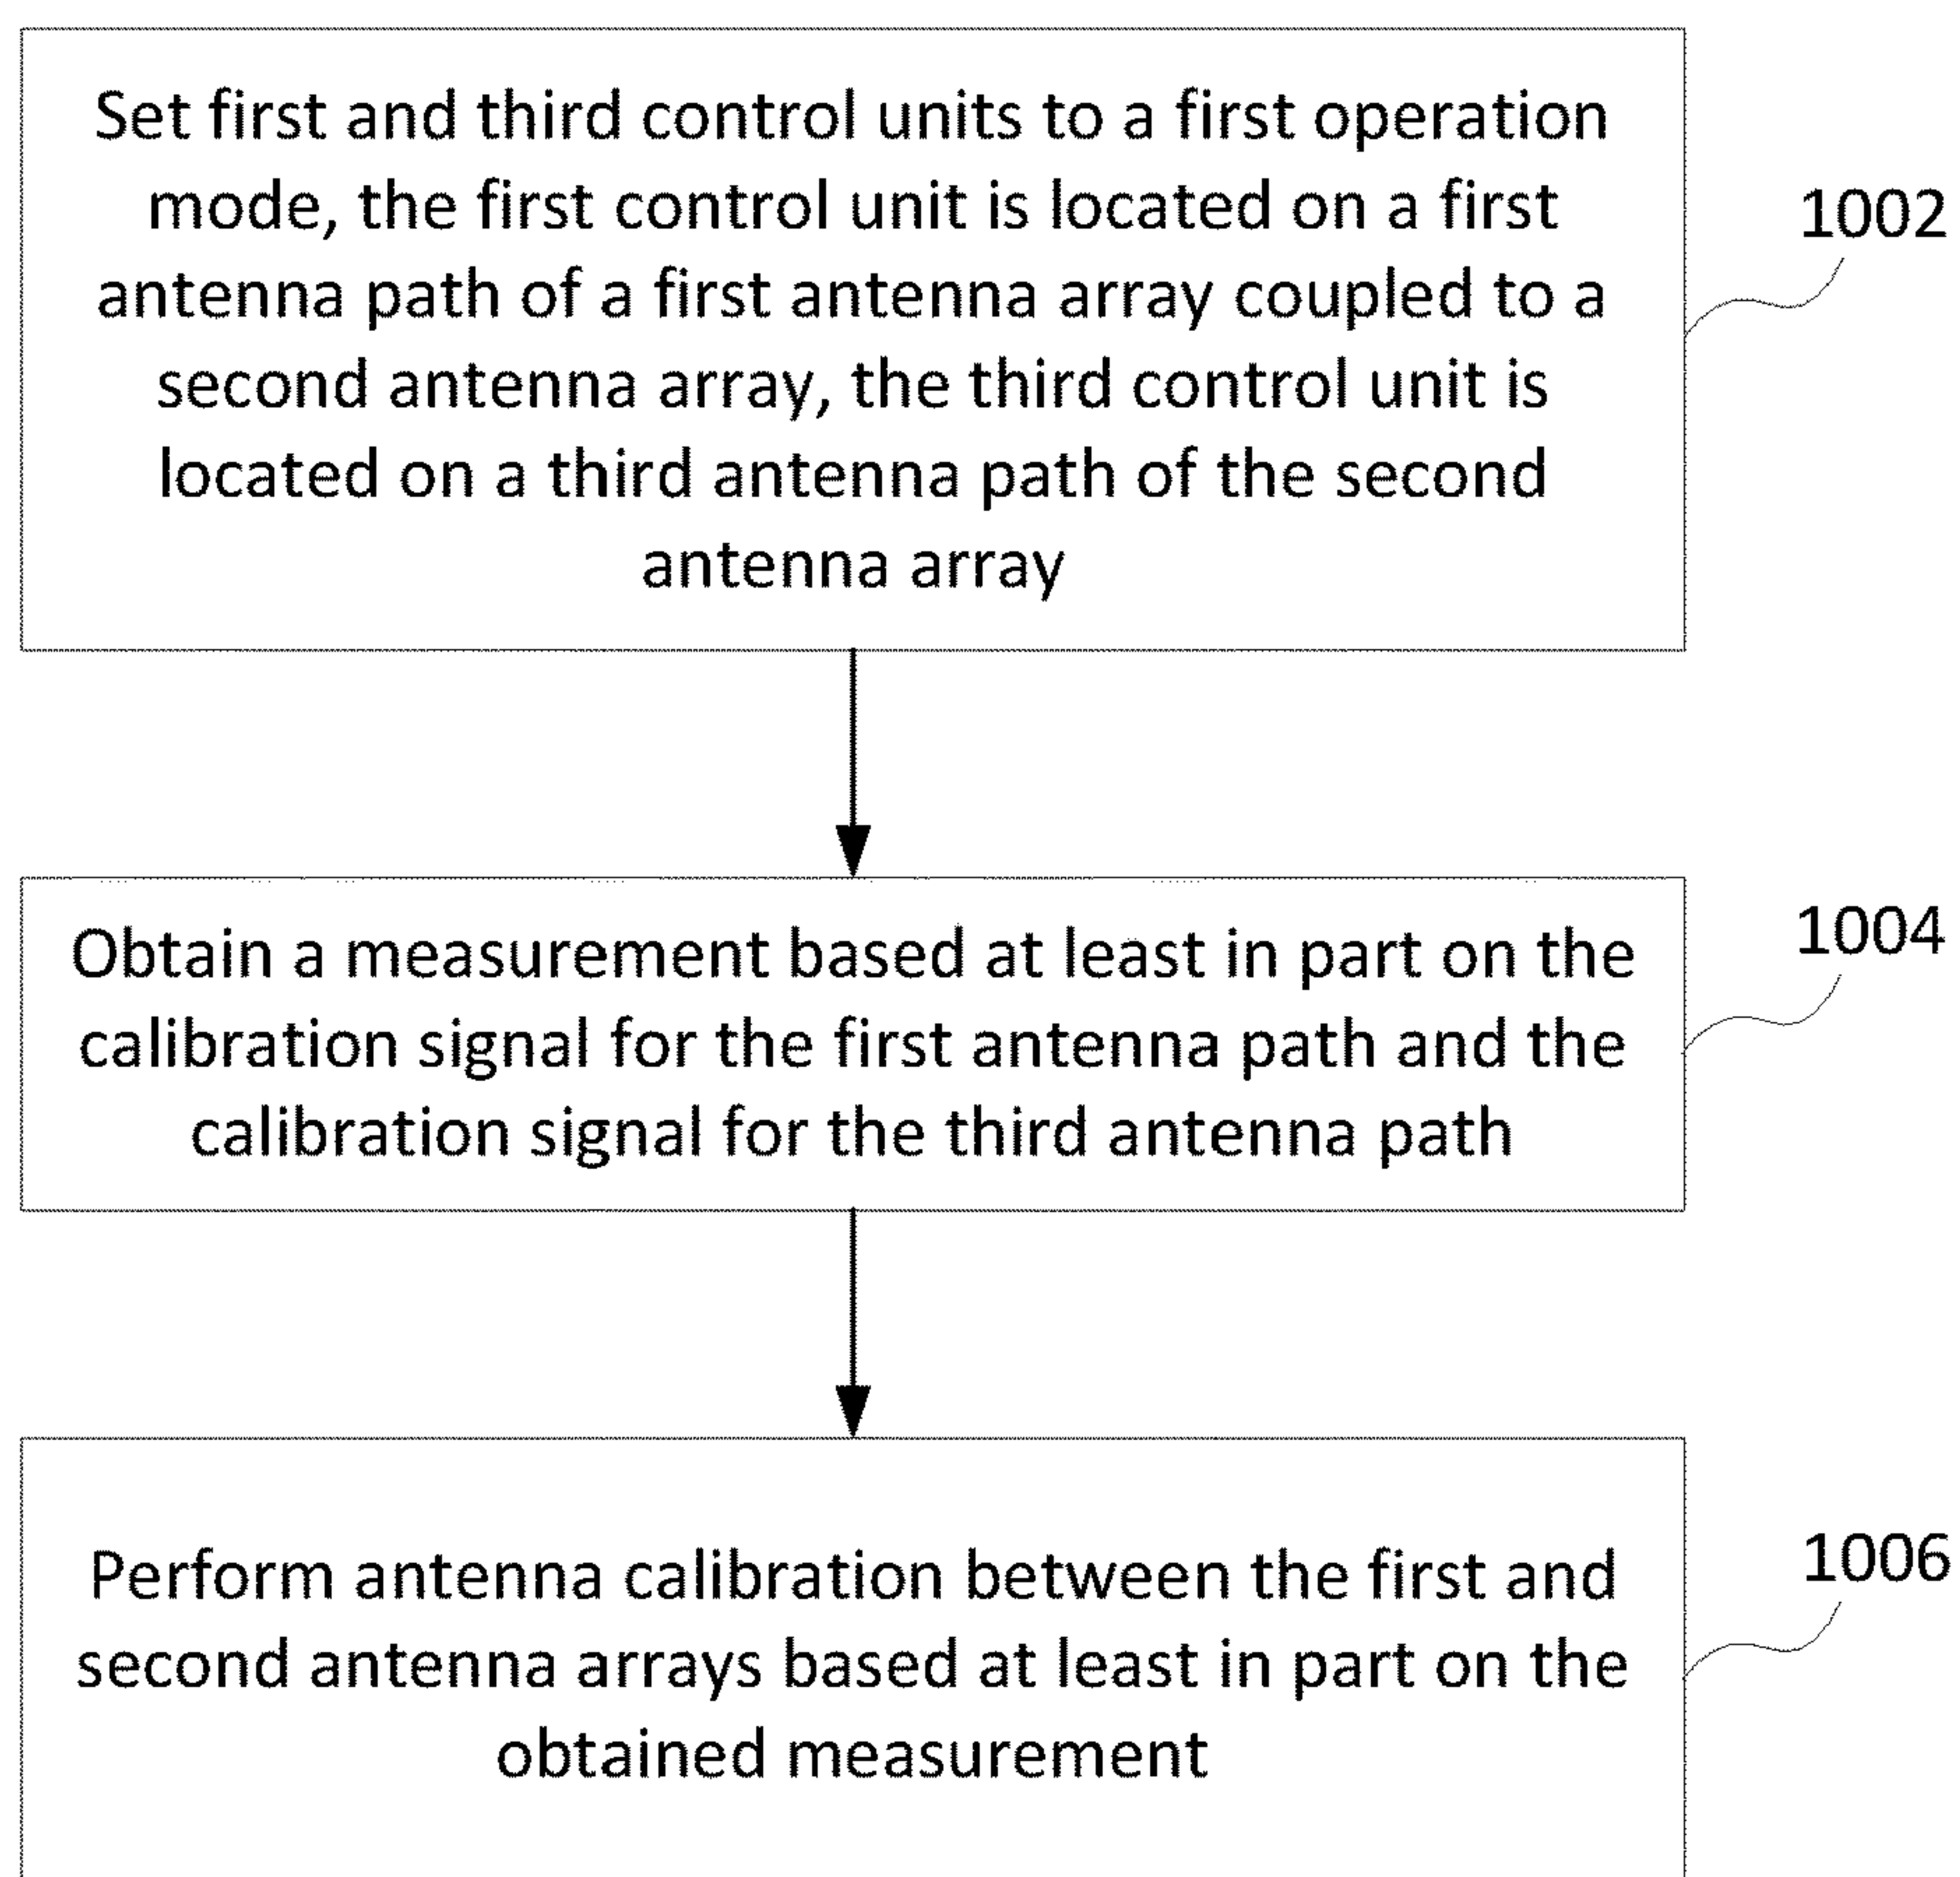 Set first and third control units to a first operation
mode, the first control unit is located on a first
antenna path of a first antenna array coupled to a
second antenna array, the third control unit is
located on a third antenna path of the second
antenna array
1002
Obtain a measurement based at least in part on the
calibration signal for the first antenna path and the
calibration signal for the third antenna path
1004
Perform antenna calibration between the first and
second antenna arrays based at least in part on the
obtained measurement
1006